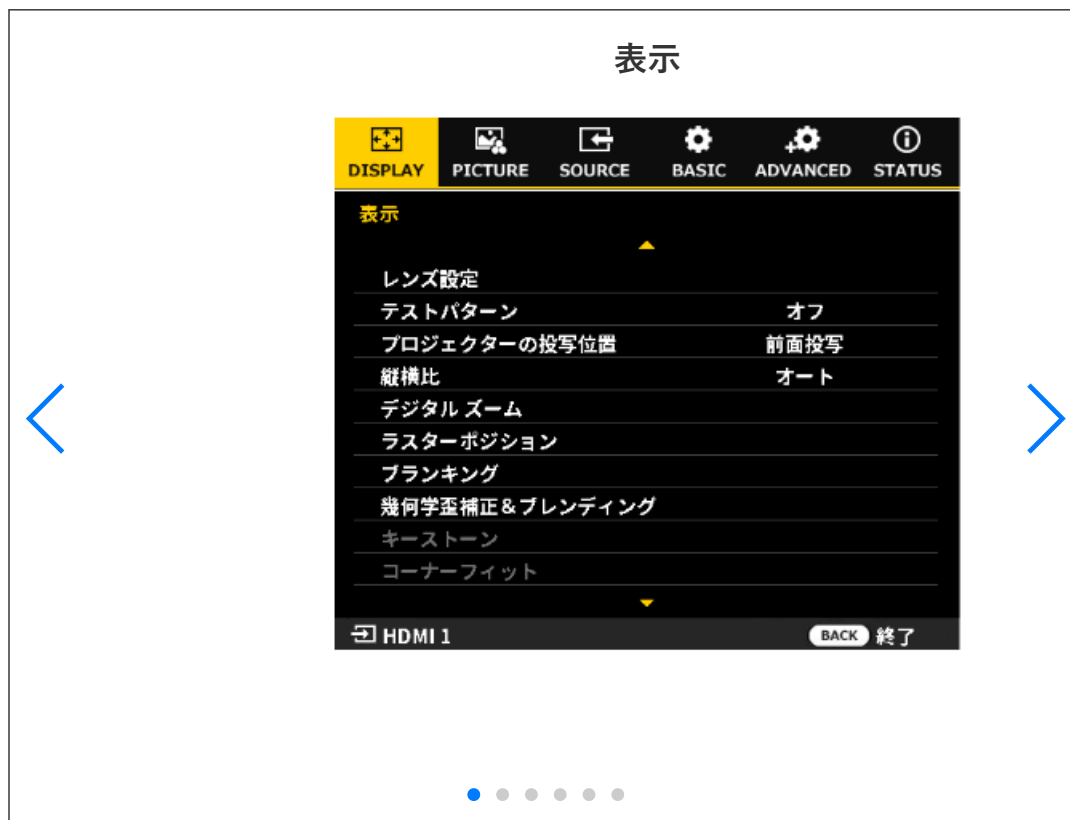 表示
DISPLAY PICTURE SOURCE BASIC ADVANCED STATUS
表示
レンズ設定
テストパターン オフ
プロジェクターの投写位置 前面投写
縦横比 オート
デジタル ズーム
ラスターポジション
ブランキング
幾何学歪補正&ブレンディング
キーストーン
コーナーフィット
HDMI 1 BACK 終了